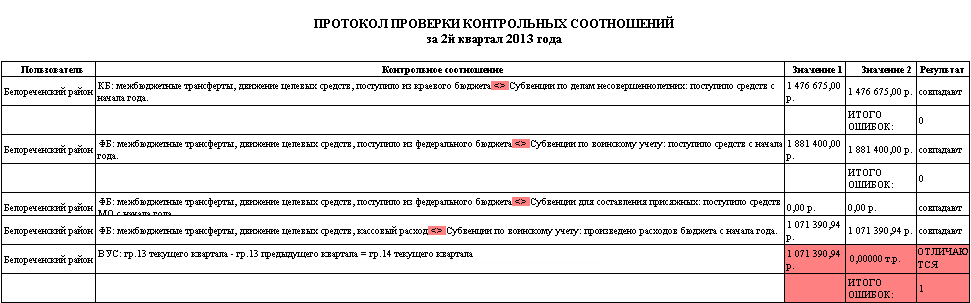 ПРОТОКОЛ ПРОВЕРКИ КОНТРОЛЬНЫХ СООТНОШЕНИЙ
за 2й квартал 2013 года
Пользователь Контрольное соотношение Значение 1 Значение 2 Результат
Белореченский район КБ: межбюджетные трансферты, движение целевых средств, поступило из краевого бюджета <> Субвенции по делам несовершеннолетних: поступило средств с начала года. 1 476 675,00 р. 1 476 675,00 р. совпадают
ИТОГО ОШИБОК: 0
Белореченский район ФБ: межбюджетные трансферты, движение целевых средств, поступило из федерального бюджета <> Субвенции по воинскому учету: поступило средств с начала года. 1 881 400,00 р. 1 881 400,00 р. совпадают
ИТОГО ОШИБОК: 0
Белореченский район ФБ: межбюджетные трансферты, движение целевых средств, поступило из федерального бюджета <> Субвенции для составления присяжных: поступило средств МО с начала года. 0,00 р. 0,00 р. совпадают
Белореченский район ФБ: межбюджетные трансферты, движение целевых средств, кассовый расход <> Субвенции по воинскому учету: произведено расходов бюджета с начала года. 1 071 390,94 р. 1 071 390,94 р. совпадают
Белореченский район ВУС: гр.13 текущего квартала - гр.13 предыдущего квартала = гр.14 текущего квартала 1 071 390,94 р. 0,00000 т.р. ОТЛИЧАЮТСЯ
ИТОГО ОШИБОК: 1